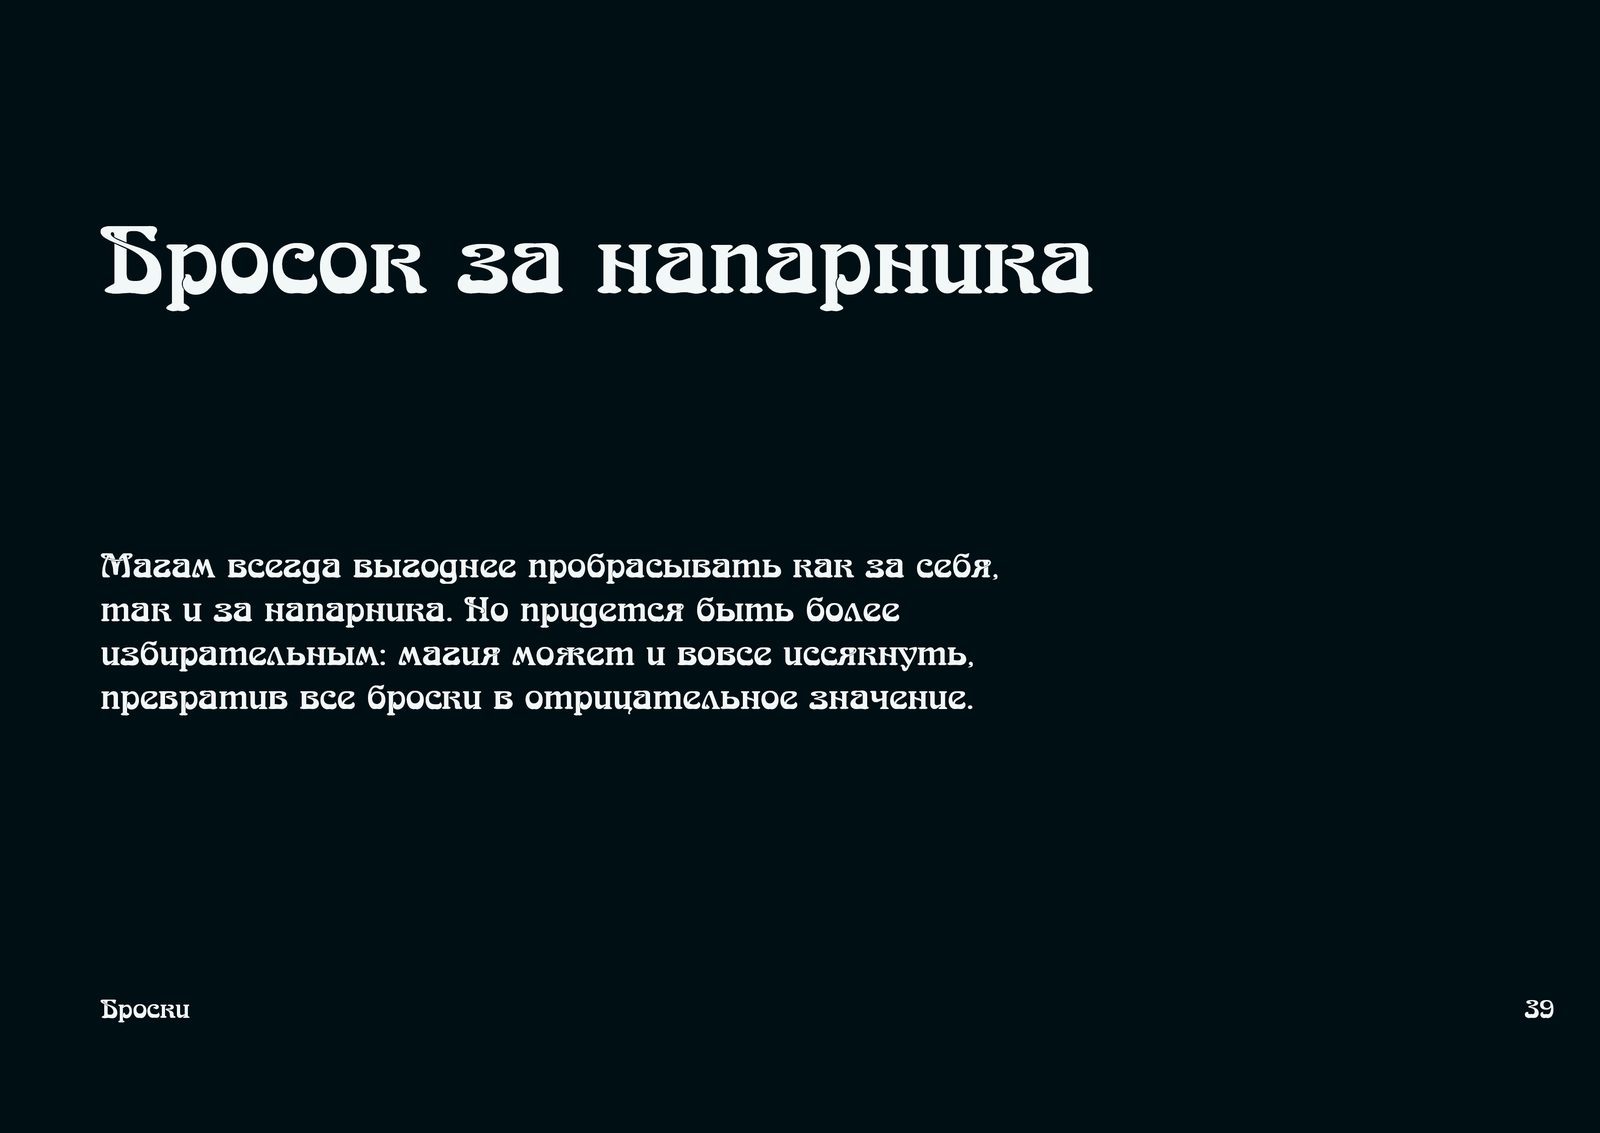 Бросок за напарника
Магам всегда выгоднее пробрасывать как за себя,
так и за напарника. Но придется быть более
избирательным: магия может и вовсе иссякнуть,
превратив все броски в отрицательное значение.
Броски
39